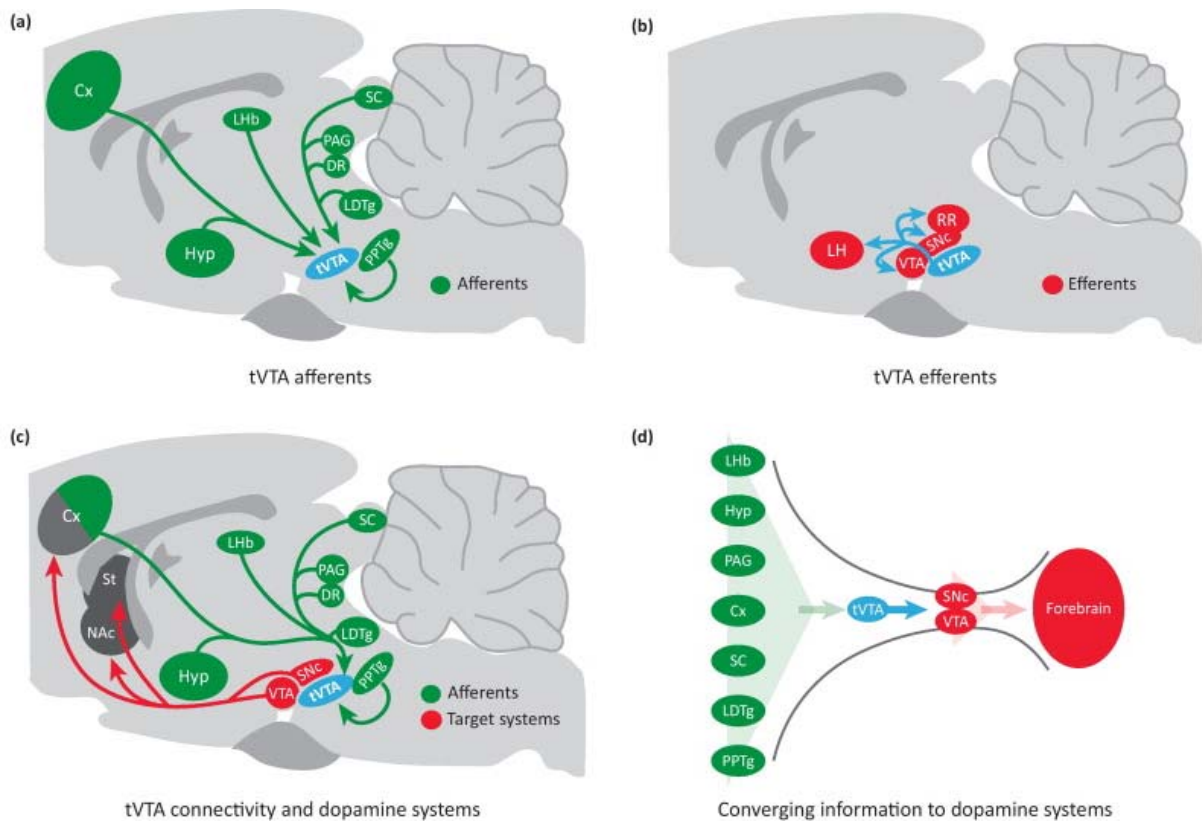 (a)
Cx
LHb
SC
PAG
DR
LDTg
Hyp
tVTA
PPTg
Afferents
tVTA afferents
(b)
RR
SNc
LH
VTA
tVTA
Efferents
tVTA efferents
(c)
Cx
SC
LHb
St
PAG
DR
NAc
LDTg
Hyp
SNc
PPTg
VTA
tVTA
Afferents
Target systems
tVTA connectivity and dopamine systems
(d)
LHb
Hyp
PAG
Cx
SC
LDTg
PPTg
tVTA
SNc
VTA
Forebrain
Converging information to dopamine systems